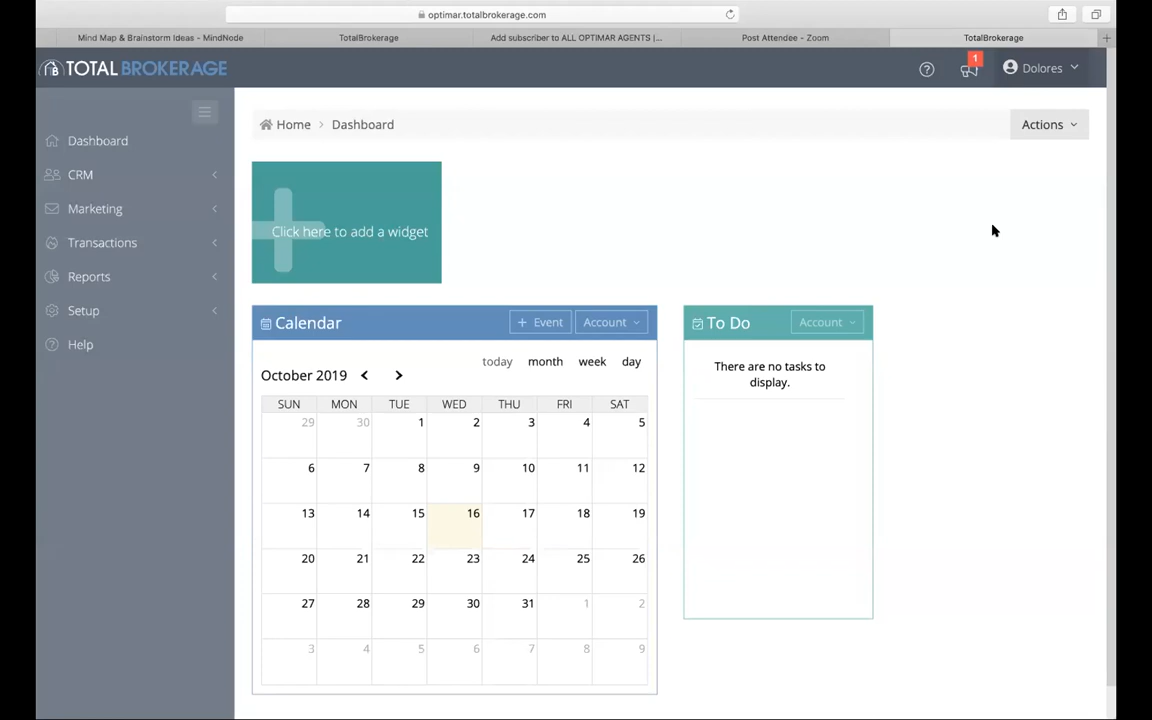 optimar.totalbrokerage.com
Mind Map & Brainstorm Ideas - MindNode
TotalBrokerage
Add subscriber to ALL OPTIMAR AGENTS |...
Post Attendee - Zoom
TotalBrokerage
TOTAL BROKERAGE
1
Dolores
Dashboard
CRM
Marketing
Transactions
Reports
Setup
Help
Home > Dashboard
Actions
Click here to add a widget
Calendar
+ Event
Account
today month week day
October 2019 < >
SUN MON TUE WED THU FRI SAT
29 30 1 2 3 4 5
6 7 8 9 10 11 12
13 14 15 16 17 18 19
20 21 22 23 24 25 26
27 28 29 30 31 1 2
3 4 5 6 7 8 9
To Do
Account
There are no tasks to
display.